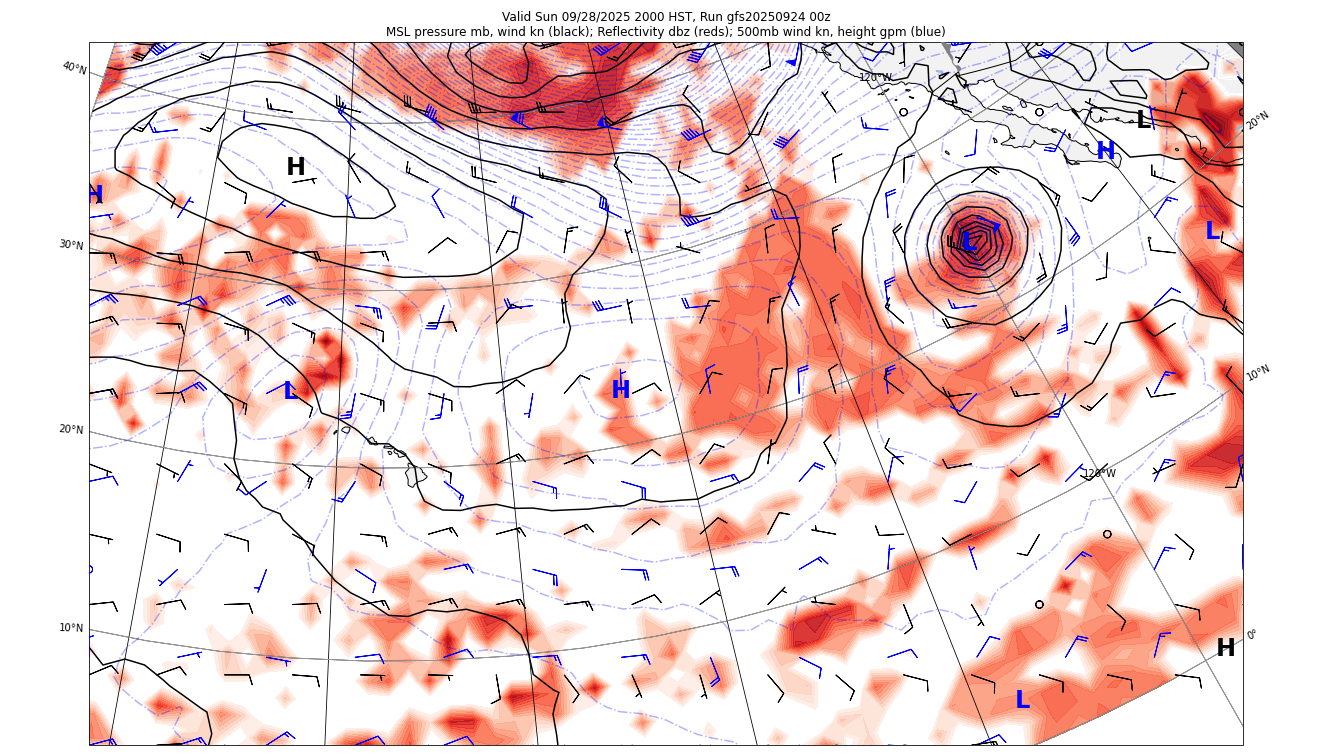 Valid Sun 09/28/2025 2000 HST, Run gfs20250924 00z
MSL pressure mb, wind kn (black); Reflectivity dbz (reds); 500mb wind kn, height gpm (blue)
40°N
120°W
20°N
L
H
H
H
30°N
L
L
10°N
L
H
20°N
120°W
10°N
0°
H
L